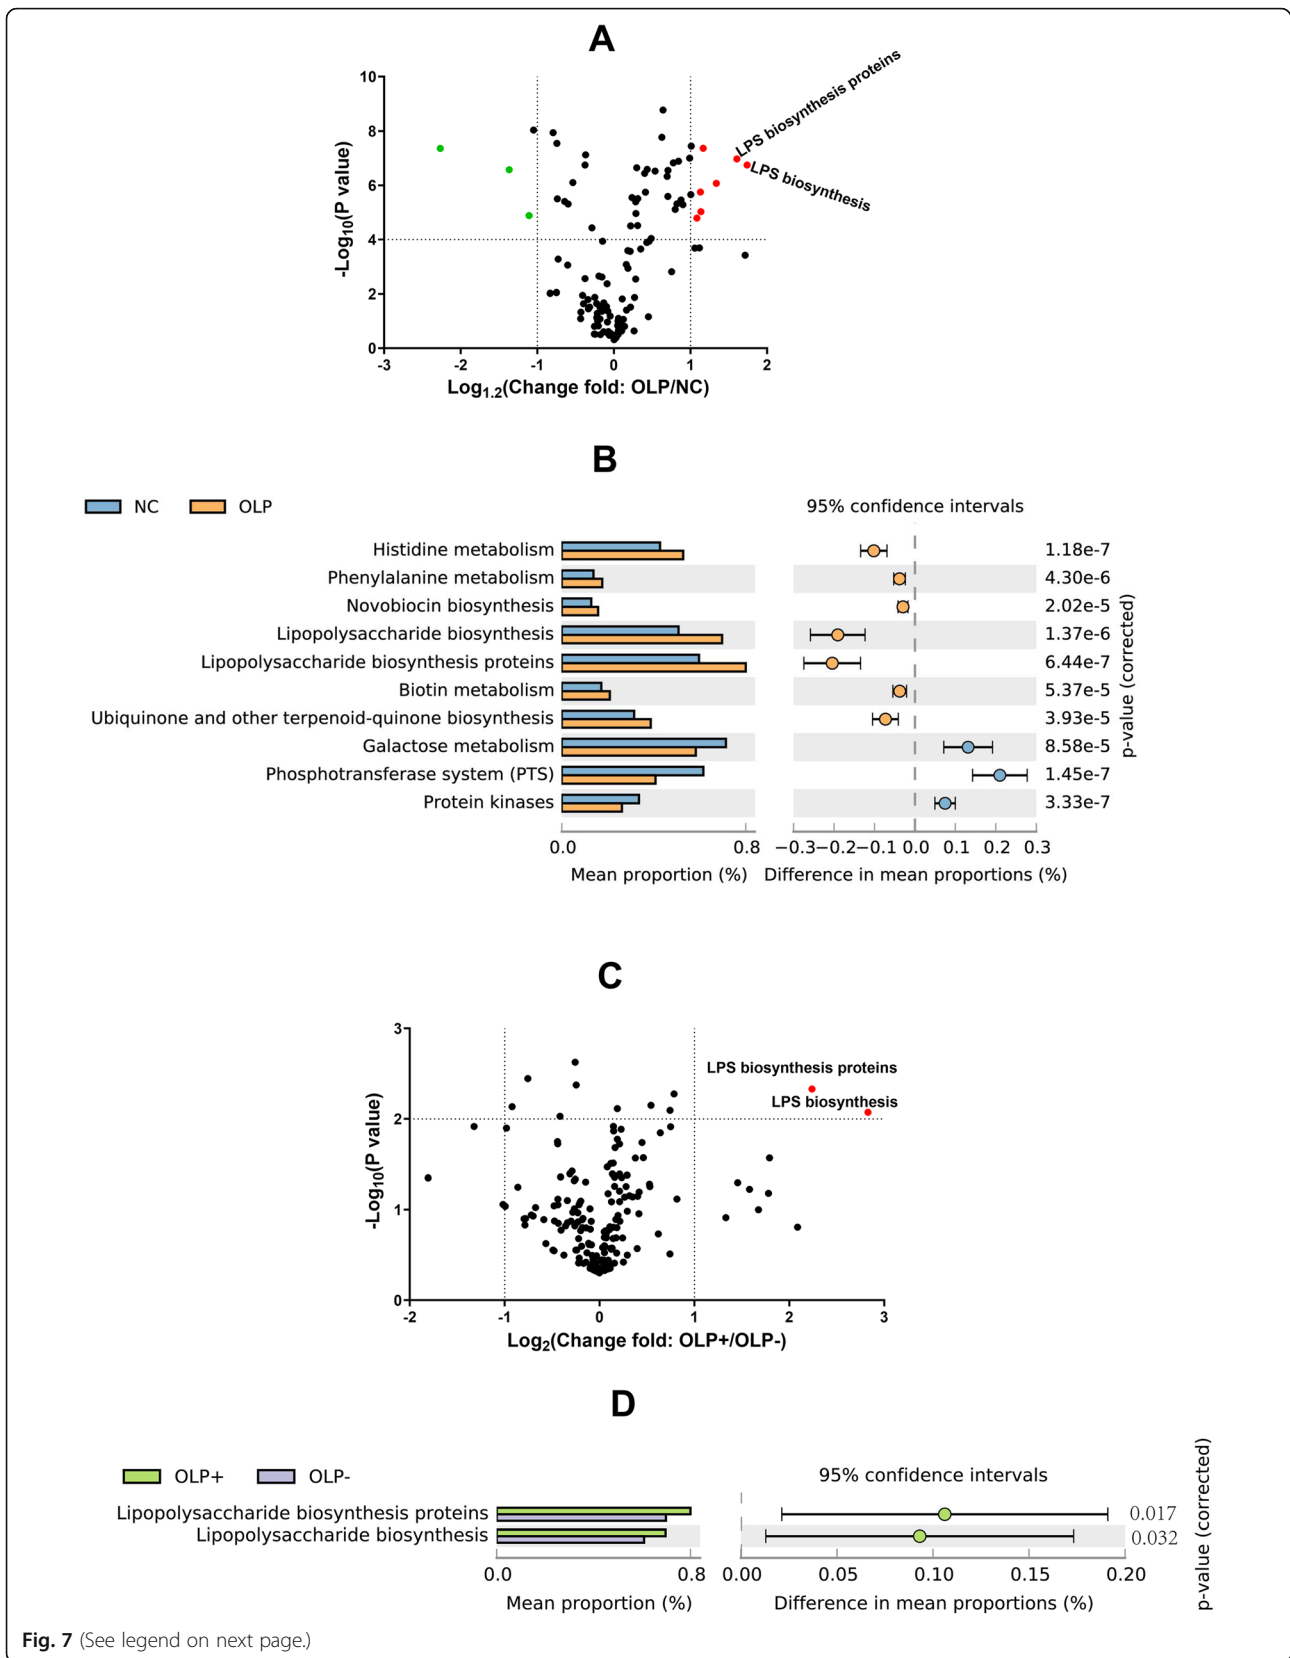 A
LPS biosynthesis proteins
LPS biosynthesis
10
8
6
4
2
0
-Log10(P value)
-3 -2 -1 0 1 2
Log1.2(Change fold: OLP/NC)
B
NC OLP
95% confidence intervals
Histidine metabolism 1.18e-7
Phenylalanine metabolism 4.30e-6
Novobiocin biosynthesis 2.02e-5
Lipopolysaccharide biosynthesis 1.37e-6
Lipopolysaccharide biosynthesis proteins 6.44e-7
Biotin metabolism 5.37e-5
Ubiquinone and other terpenoid-quinone biosynthesis 3.93e-5
Galactose metabolism 8.58e-5
Phosphotransferase system (PTS) 1.45e-7
Protein kinases 3.33e-7
p-value (corrected)
0.0 0.8 −0.3 −0.2 −0.1 0.0 0.1 0.2 0.3
Mean proportion (%) Difference in mean proportions (%)
C
3
2
1
0
-Log10(P value)
LPS biosynthesis proteins
LPS biosynthesis
-2 -1 0 1 2 3
Log2(Change fold: OLP+/OLP-)
D
OLP+ OLP-
95% confidence intervals
Lipopolysaccharide biosynthesis proteins 0.017
Lipopolysaccharide biosynthesis 0.032
p-value (corrected)
0.0 0.8 0.00 0.05 0.10 0.15 0.20
Mean proportion (%) Difference in mean proportions (%)
Fig. 7 (See legend on next page.)